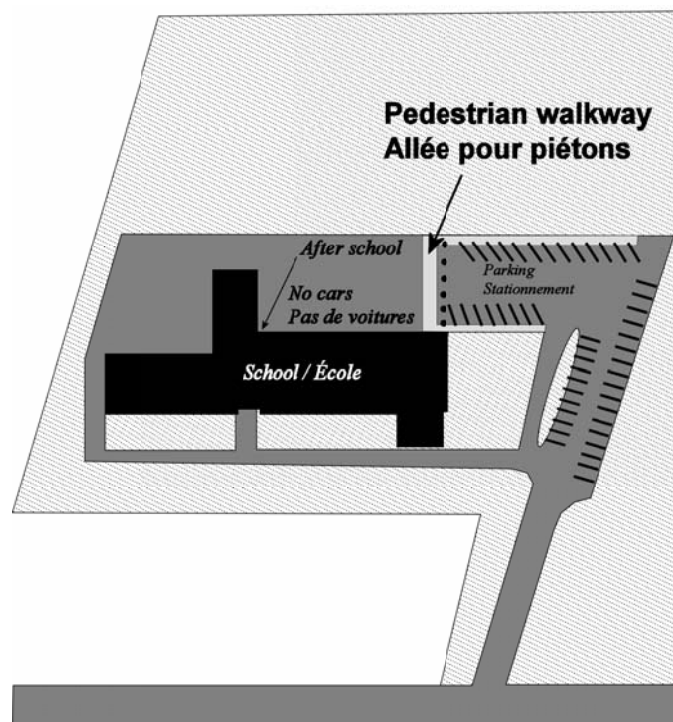 Pedestrian walkway
Allée pour piétons
After school
Parking
Stationnement
No cars
Pas de voitures
School / École